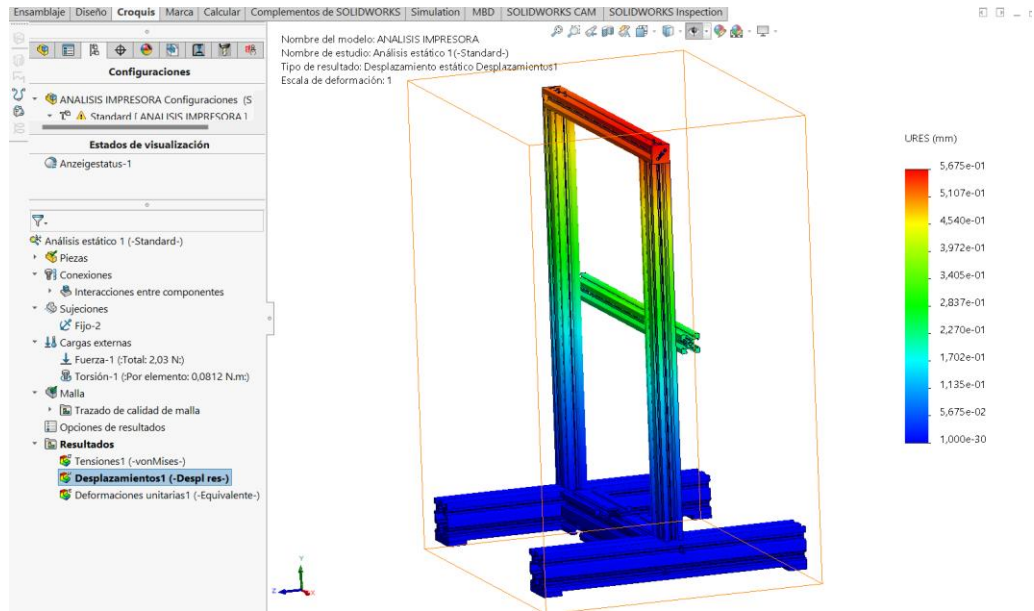 Ensamblaje Diseño Croquis Marca Calcular Complementos de SOLIDWORKS Simulation MBD SOLIDWORKS CAM SOLIDWORKS Inspection
Configuraciones
ANALISIS IMPRESORA Configuraciones (S
Standard [ ANALISIS IMPRESORA ]
Estados de visualización
Anzeigestatus-1
Análisis estático 1 (-Standard-)
Piezas
Conexiones
Interacciones entre componentes
Sujeciones
Fijo-2
Cargas externas
Fuerza-1 (:Total: 2,03 N:)
Torsión-1 (:Por elemento: 0,0812 N.m:)
Malla
Trazado de calidad de malla
Opciones de resultados
Resultados
Tensiones1 (-vonMises-)
Desplazamientos1 (-Despl res-)
Deformaciones unitarias1 (-Equivalente-)
Nombre del modelo: ANALISIS IMPRESORA
Nombre de estudio: Análisis estático 1(-Standard-)
Tipo de resultado: Desplazamiento estático Desplazamientos1
Escala de deformación: 1
URES (mm)
5,675e-01
5,107e-01
4,540e-01
3,972e-01
3,405e-01
2,837e-01
2,270e-01
1,702e-01
1,135e-01
5,675e-02
1,000e-30
Y
Z
X